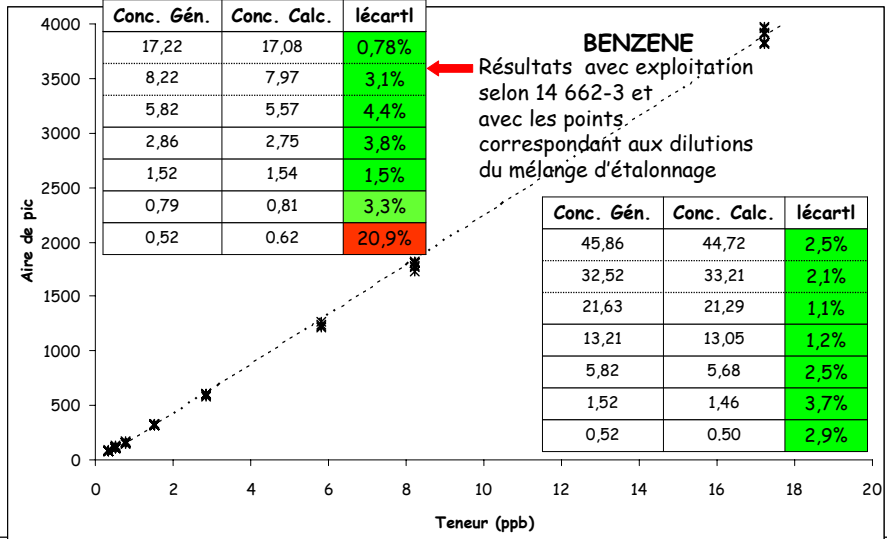 Conc. Gén. Conc. Calc. lécartl
17,22 17,08 0,78%
8,22 7,97 3,1%
5,82 5,57 4,4%
2,86 2,75 3,8%
1,52 1,54 1,5%
0,79 0,81 3,3%
0,52 0.62 20,9%
BENZENE
Résultats avec exploitation
selon 14 662-3 et
avec les points
correspondant aux dilutions
du mélange d'étalonnage
Conc. Gén. Conc. Calc. lécartl
45,86 44,72 2,5%
32,52 33,21 2,1%
21,63 21,29 1,1%
13,21 13,05 1,2%
5,82 5,68 2,5%
1,52 1,46 3,7%
0,52 0.50 2,9%
Aire de pic
4000
3500
3000
2500
2000
1500
1000
500
0
0 2 4 6 8 10 12 14 16 18 20
Teneur (ppb)